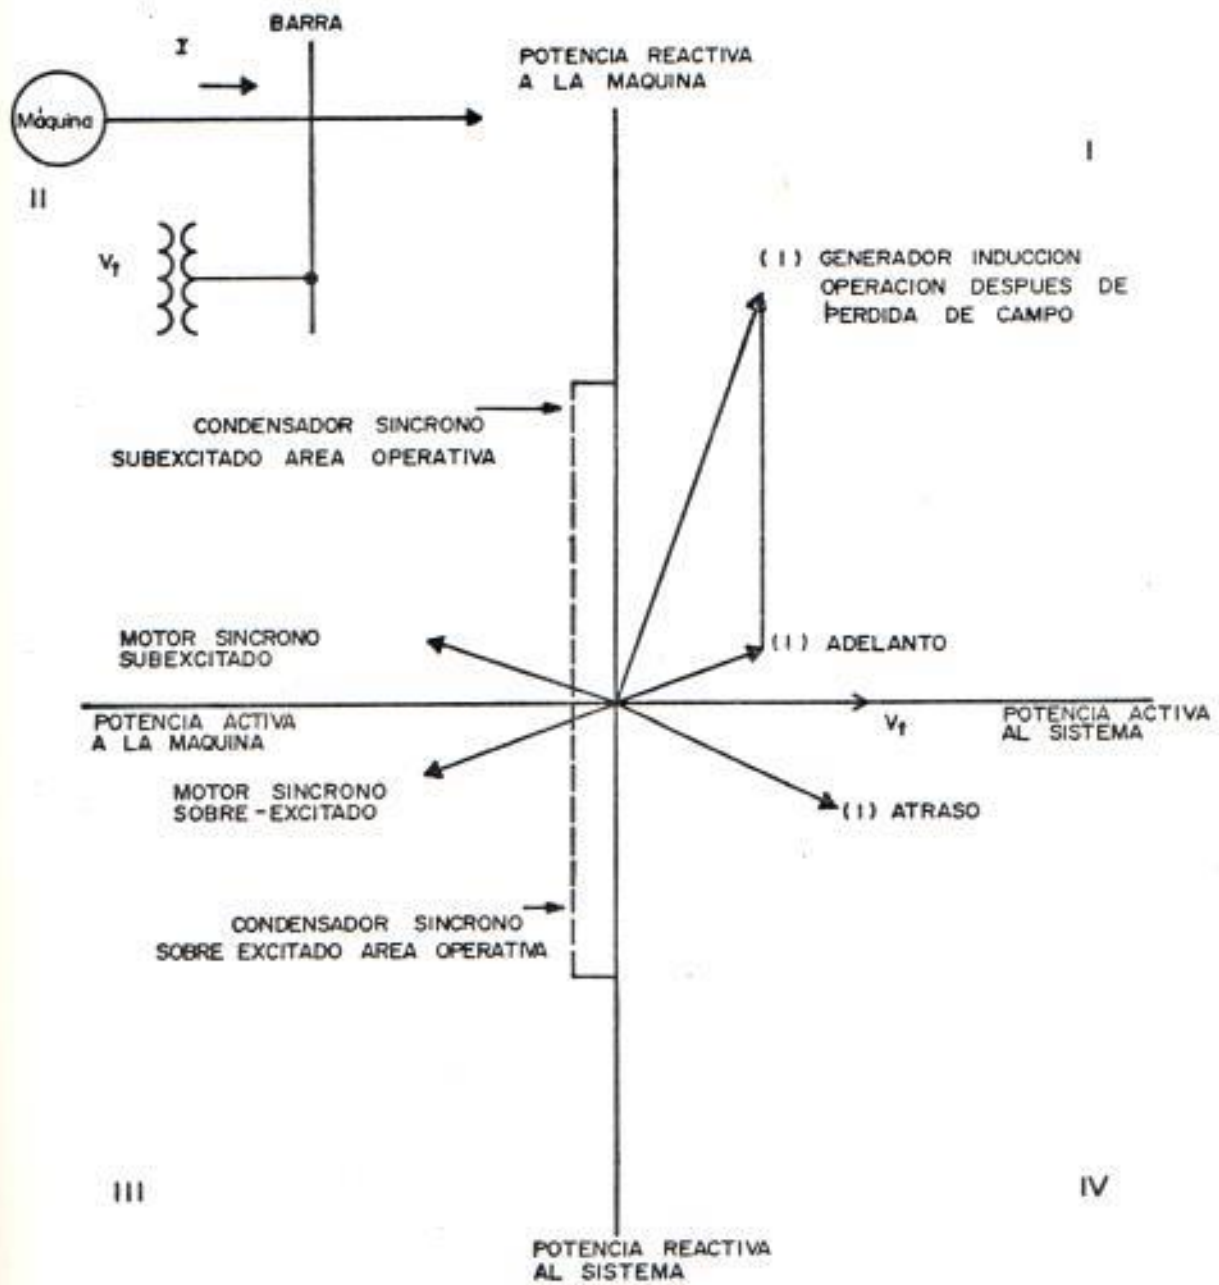 BARRA
I
Máquina
II
V_t
POTENCIA REACTIVA
A LA MAQUINA
I
(I) GENERADOR INDUCCION
OPERACION DESPUES DE
PERDIDA DE CAMPO
CONDENSADOR SINCRONO
SUBEXCITADO AREA OPERATIVA
MOTOR SINCRONO
SUBEXCITADO
(I) ADELANTO
POTENCIA ACTIVA
A LA MAQUINA
V_t
POTENCIA ACTIVA
AL SISTEMA
MOTOR SINCRONO
SOBRE-EXCITADO
(I) ATRASO
CONDENSADOR SINCRONO
SOBRE EXCITADO AREA OPERATIVA
III
IV
POTENCIA REACTIVA
AL SISTEMA